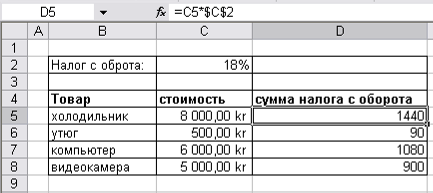 D5 fx =C5*$C$2
A B C D
1
2 Налог с оброта: 18%
3
4 Товар стоимость сумма налога с оборота
5 холодильник 8 000,00 kr 1440
6 утюг 500,00 kr 90
7 компьютер 6 000,00 kr 1080
8 видеокамера 5 000,00 kr 900
9